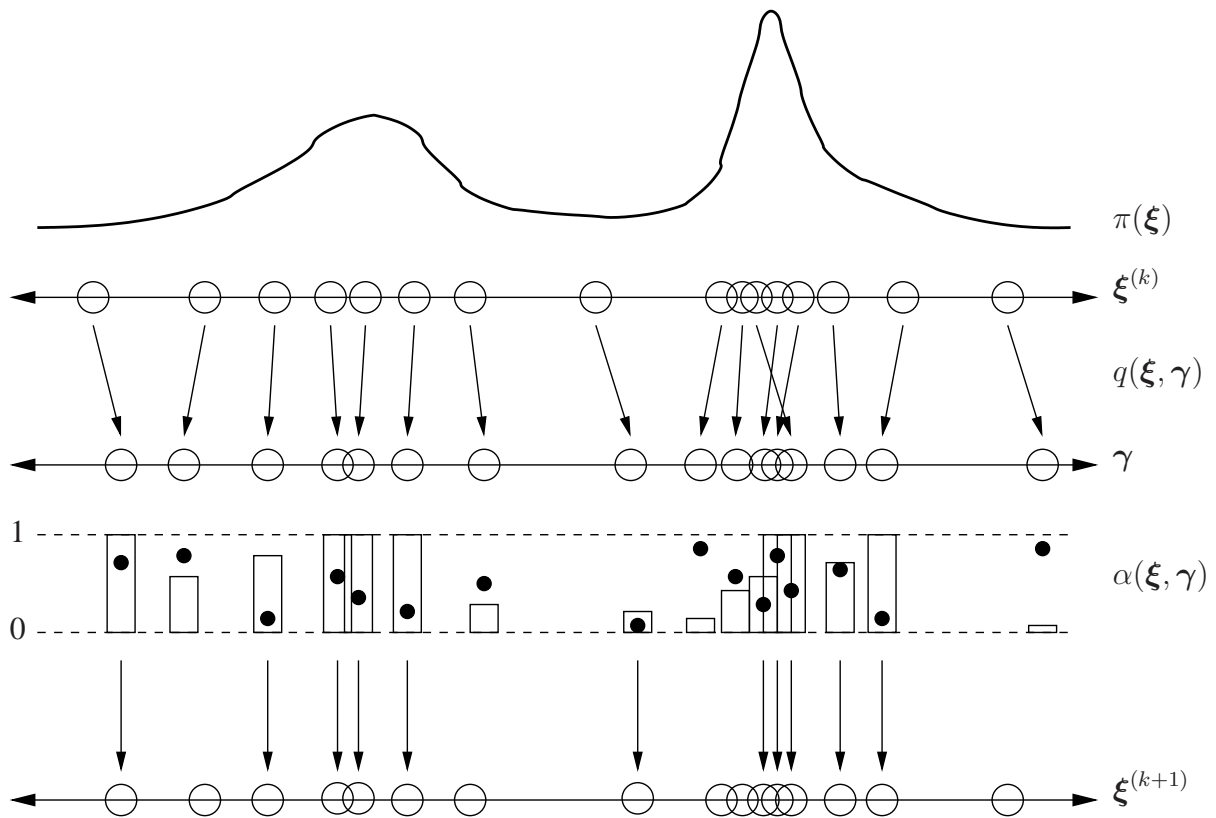 π(ξ)
ξ^{(k)}
q(ξ, γ)
γ
1
α(ξ, γ)
0
ξ^{(k+1)}